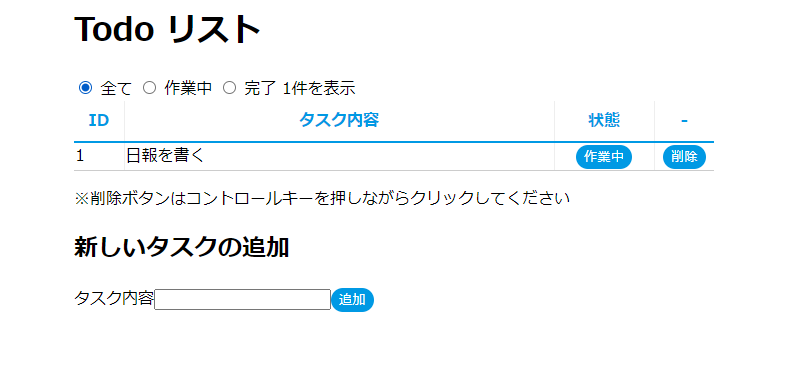 Todo リスト
全て 作業中 完了 1件を表示
ID タスク内容 状態 -
1 日報を書く 作業中 削除
※削除ボタンはコントロールキーを押しながらクリックしてください
新しいタスクの追加
タスク内容 追加